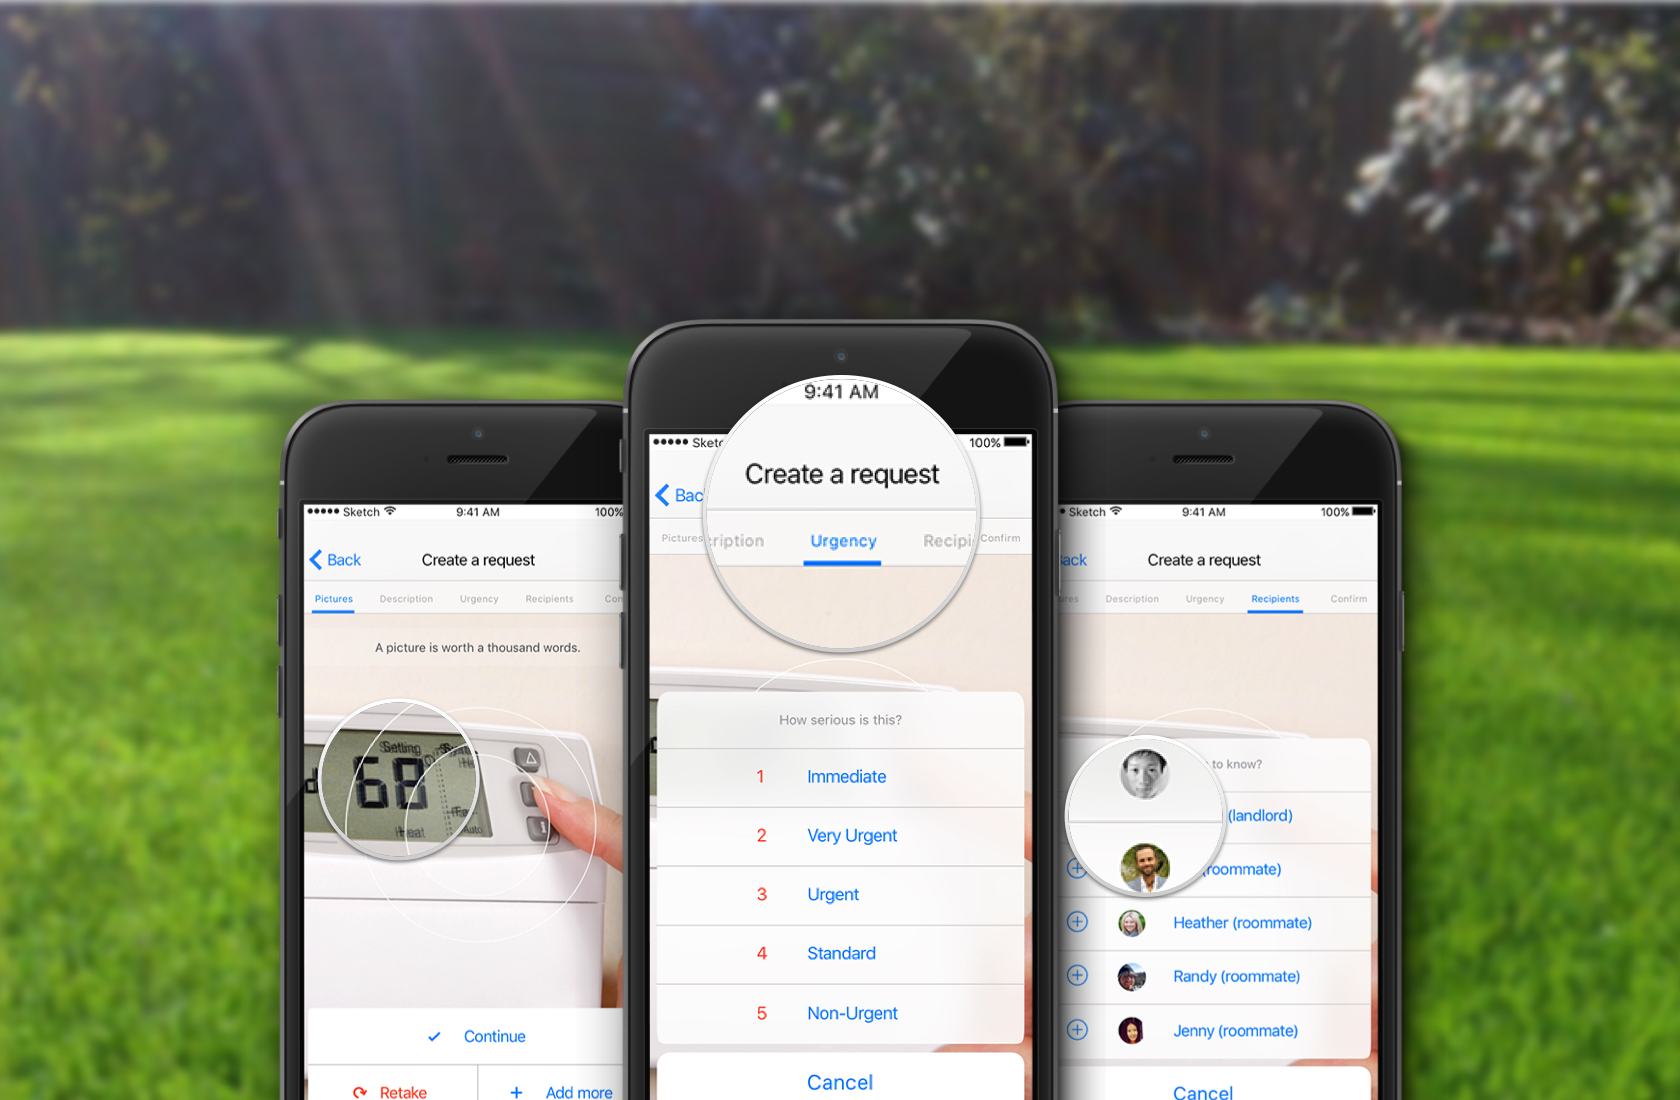 Sketch 9:41 AM 100%
Back Create a request
Pictures Description Urgency Recipients Con
A picture is worth a thousand words.
Setting
68
Heat
Auto
Continue
Retake Add more
9:41 AM
Sketc 100%
Create a request
Bac
Pictures ription Urgency Recipi Confirm
How serious is this?
1 Immediate
2 Very Urgent
3 Urgent
4 Standard
5 Non-Urgent
Cancel
Sketch 9:41 AM 100%
ack Create a request
ures Description Urgency Recipients Confirm
to know?
(landlord)
(roommate)
Heather (roommate)
Randy (roommate)
Jenny (roommate)
Cancel